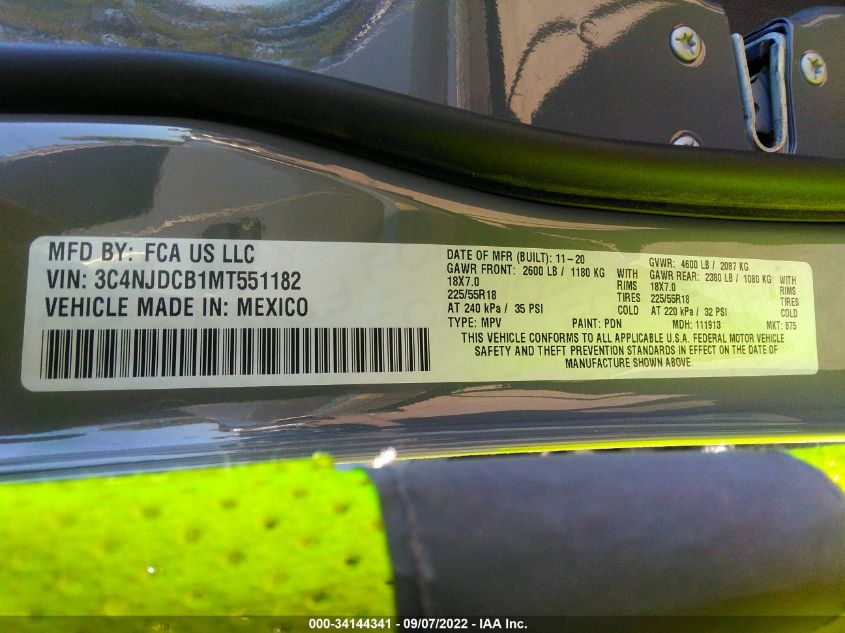 MFD BY: FCA US LLC
VIN: 3C4NJDCB1MT551182
VEHICLE MADE IN: MEXICO
DATE OF MFR (BUILT): 11-20 GVWR: 4600 LB / 2087 KG
GAWR FRONT: 2600 LB / 1180 KG WITH GAWR REAR: 2380 LB / 1080 KG WITH
18X7.0 RIMS 18X7.0 RIMS
225/55R18 TIRES 225/55R18 TIRES
AT 240 kPa / 35 PSI COLD AT 220 kPa / 32 PSI COLD
TYPE: MPV PAINT: PDN MDH: 111913 MKT: 875
THIS VEHICLE CONFORMS TO ALL APPLICABLE U.S.A. FEDERAL MOTOR VEHICLE
SAFETY AND THEFT PREVENTION STANDARDS IN EFFECT ON THE DATE OF
MANUFACTURE SHOWN ABOVE.
000-34144341 - 09/07/2022 - IAA Inc.